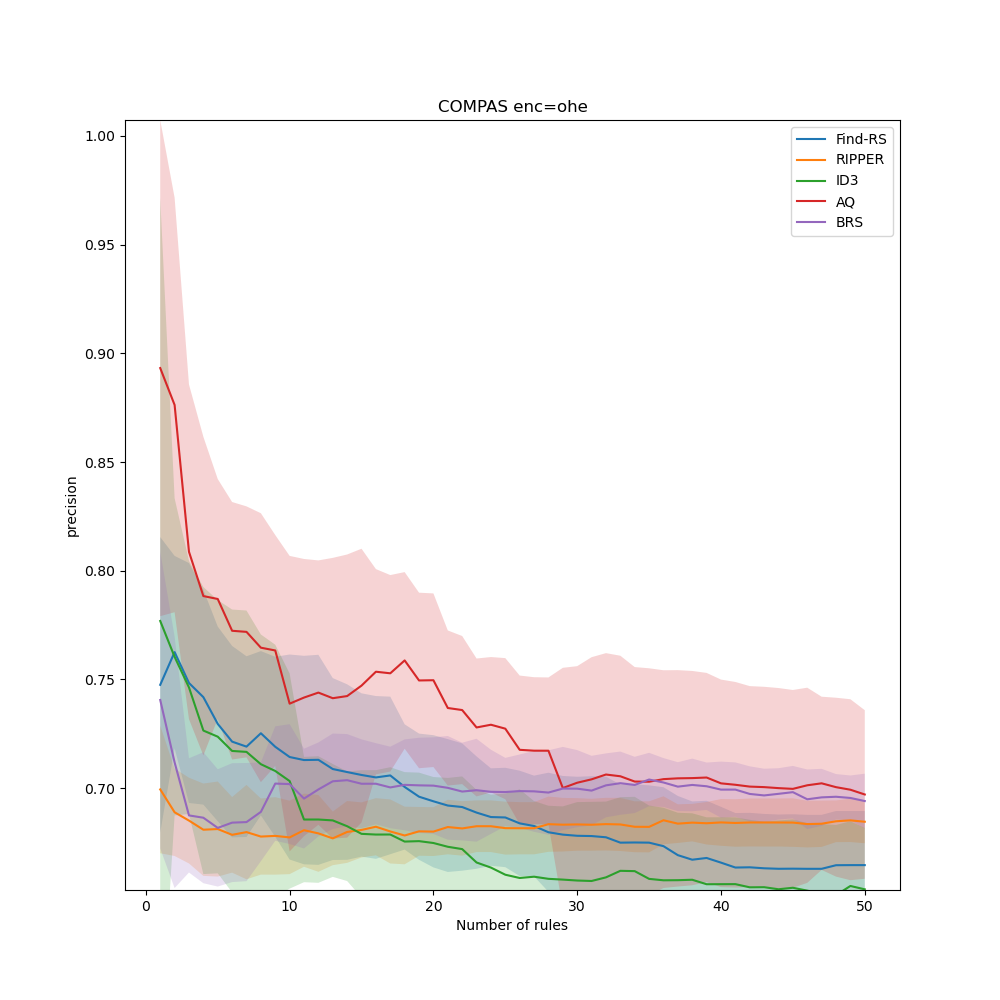 COMPAS enc=ohe
Find-RS
RIPPER
ID3
AQ
BRS
1.00
0.95
0.90
0.85
0.80
0.75
0.70
precision
0
10
20
30
40
50
Number of rules